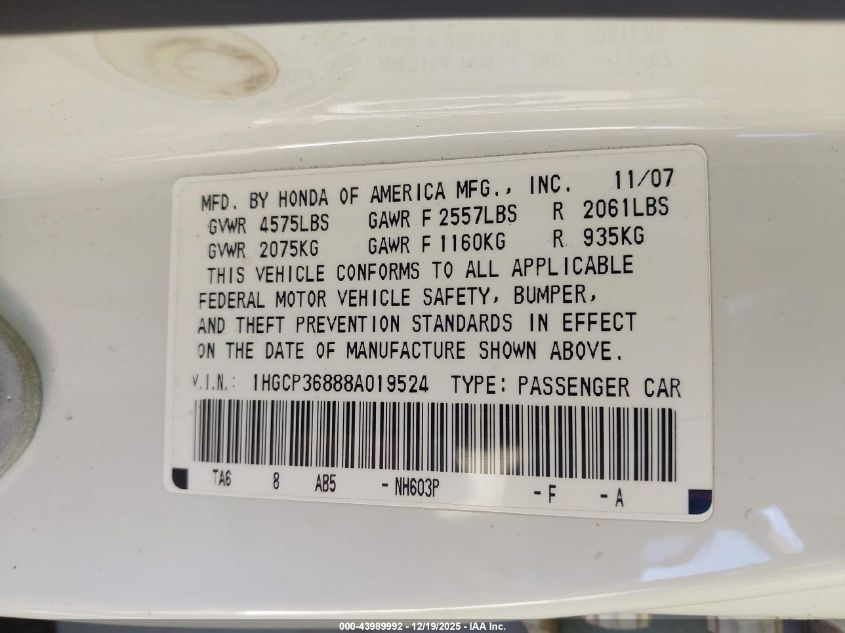 MFD. BY HONDA OF AMERICA MFG., INC. 11/07
GVWR 4575LBS GAWR F 2557LBS R 2061LBS
GVWR 2075KG GAWR F 1160KG R 935KG
THIS VEHICLE CONFORMS TO ALL APPLICABLE
FEDERAL MOTOR VEHICLE SAFETY, BUMPER,
AND THEFT PREVENTION STANDARDS IN EFFECT
ON THE DATE OF MANUFACTURE SHOWN ABOVE.
V.I.N.: 1HGCP36888A019524 TYPE: PASSENGER CAR
TA6 8 AB5 -NH603P -F -A
000-43989992 - 12/19/2025 - IAA Inc.